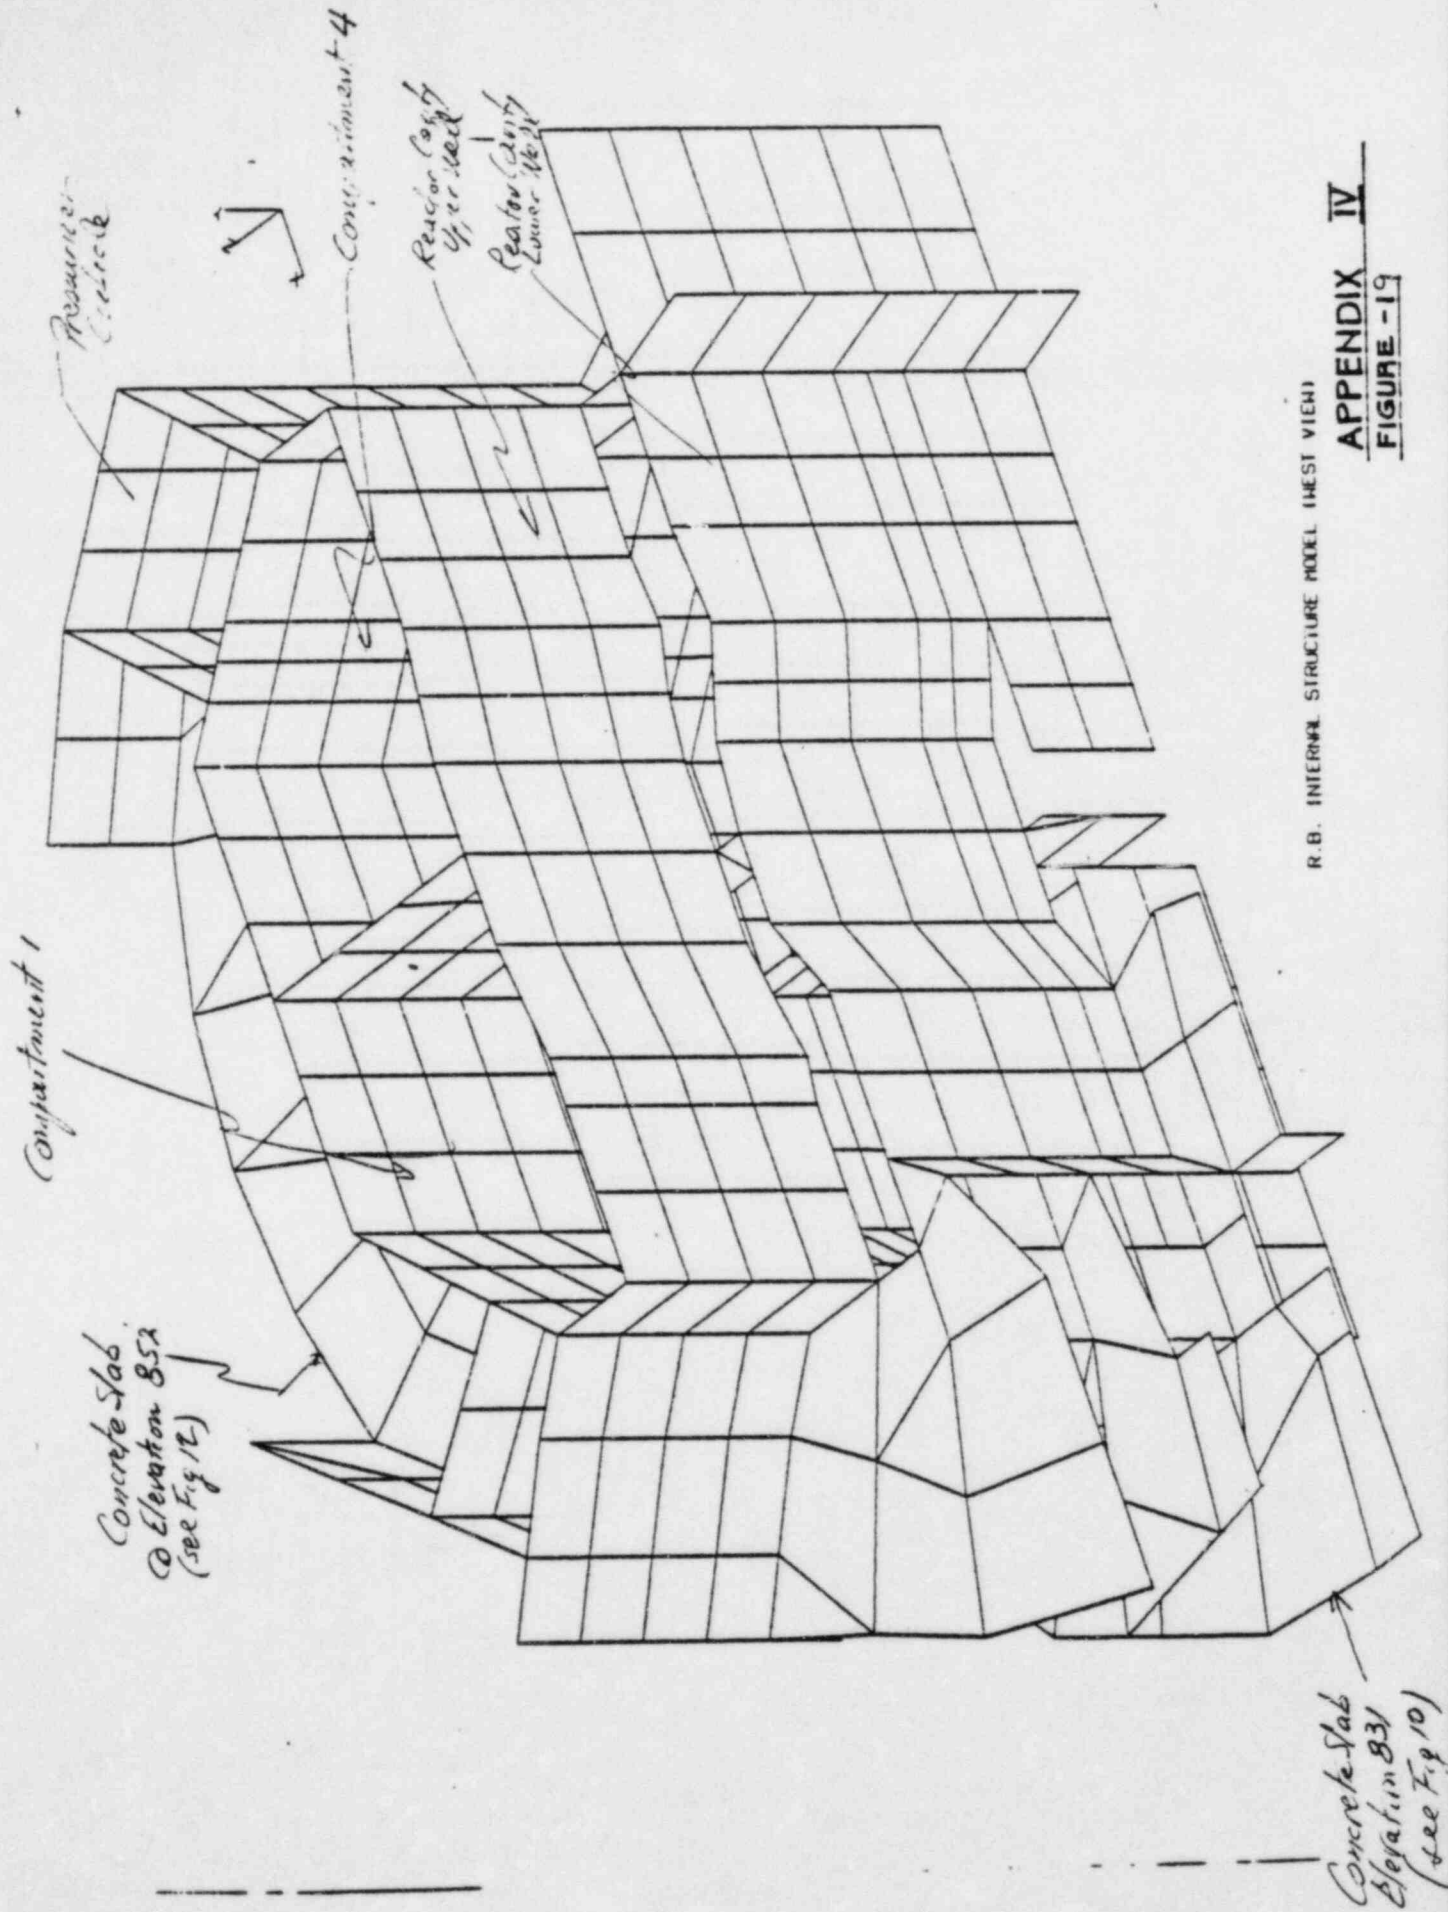 Pressurizer
Cubicle
Compartment 4
Reactor Cavity
Upper Wall
Reactor Cavity
Lower Wall
Compartment 1
Concrete Slab
@ Elevation 852
(see Fig 12)
Concrete Slab
Elevation 831
(see Fig 10)
R.B. INTERNAL STRUCTURE MODEL (WEST VIEW)
APPENDIX IV
FIGURE -19